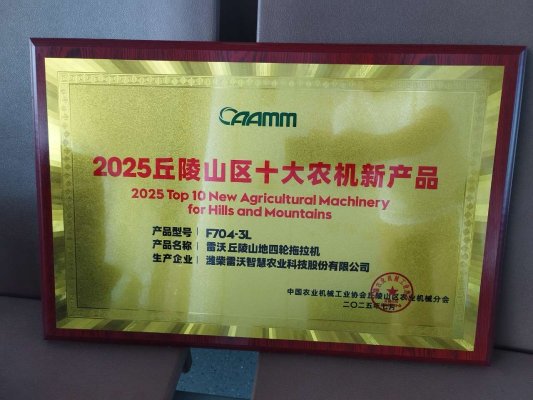 CAAMM
2025丘陵山区十大农机新产品
2025 Top 10 New Agricultural Machinery
for Hills and Mountains
产品型号 F704-3L
产品名称 雷沃丘陵山地四轮拖拉机
生产企业 潍柴雷沃智慧农业科技股份有限公司
中国农业机械工业协会丘陵山区农业机械分会
二〇二五年 月